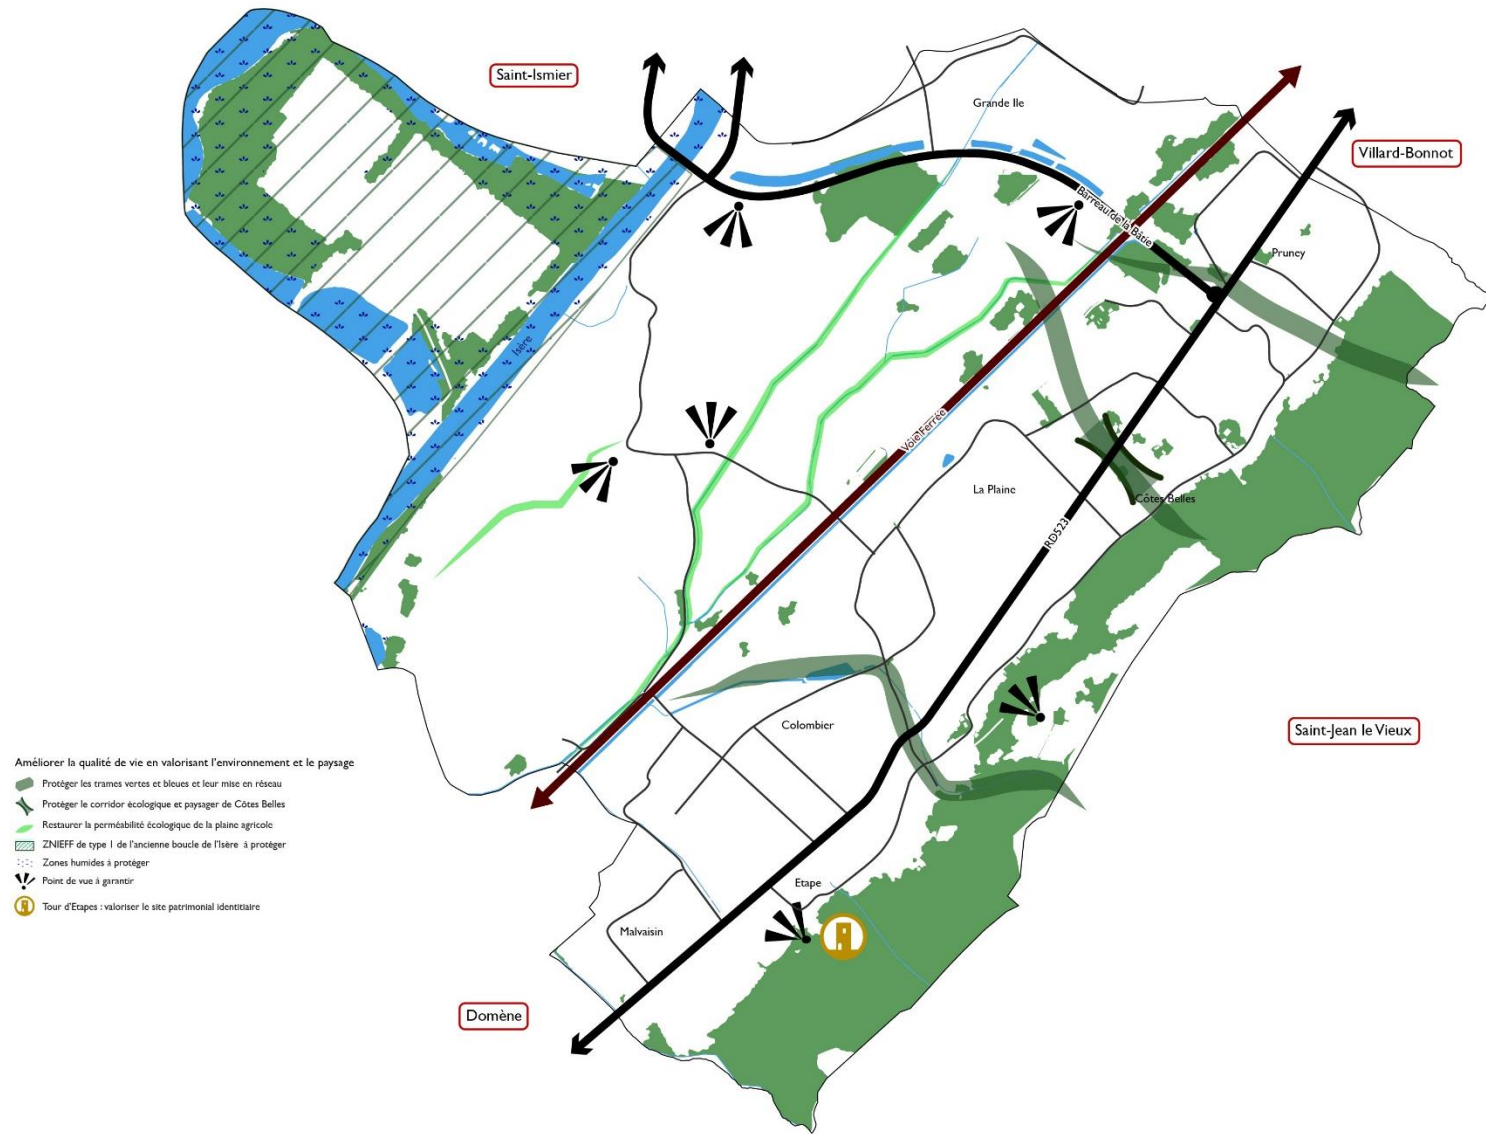 Saint-Ismier
Grande Ile
Villard-Bonnot
Barreau de la Bâtie
Pruney
Isère
Voie Ferrée
La Plaine
Côtes Belles
RD523
Colombier
Saint-Jean le Vieux
Améliorer la qualité de vie en valorisant l'environnement et le paysage
Protéger les trames vertes et bleues et leur mise en réseau
Protéger le corridor écologique et paysager de Côtes Belles
Restaurer la perméabilité écologique de la plaine agricole
ZNIEFF de type 1 de l'ancienne boucle de l'Isère à protéger
Zones humides à protéger
Point de vue à garantir
Tour d'Etapes : valoriser le site patrimonial identitiaire
Etape
Malvaisin
Domène